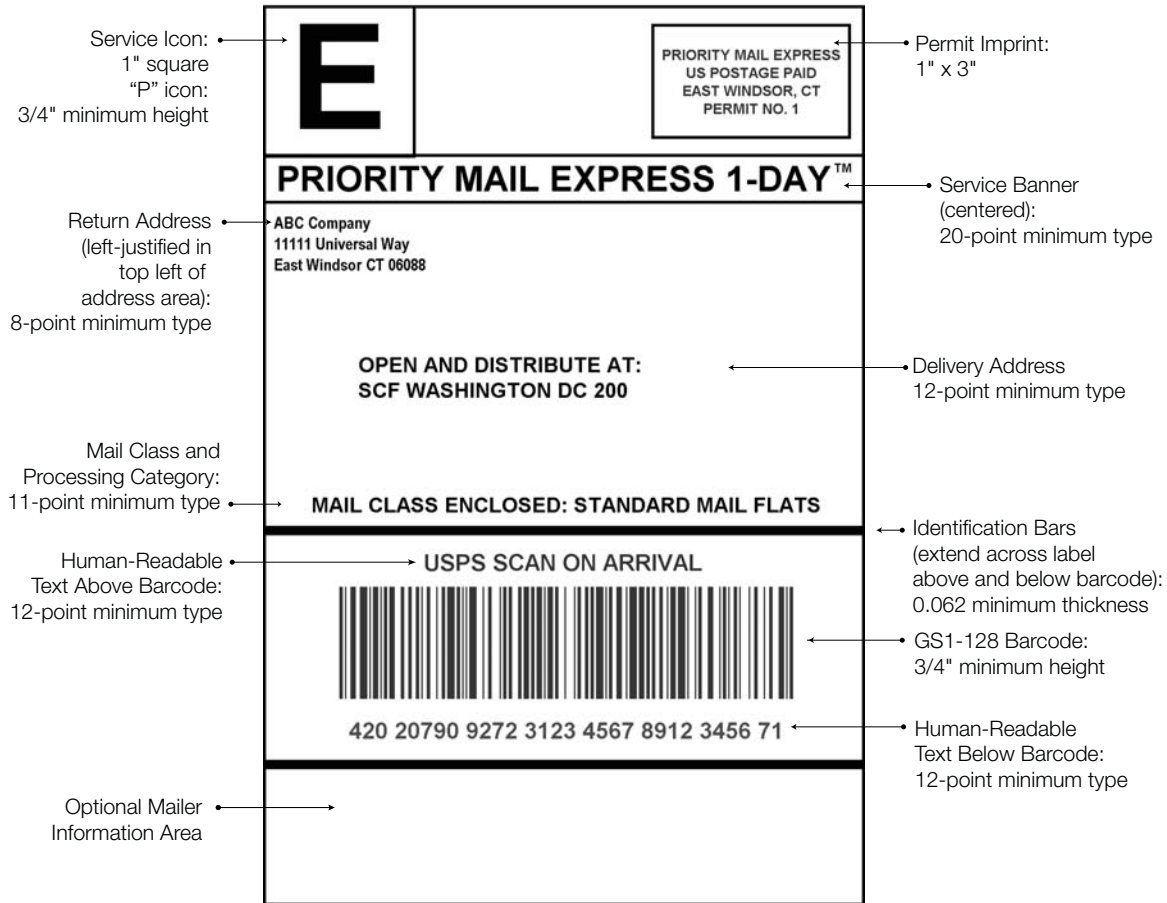 Service Icon:
1" square
“P” icon:
3/4" minimum height
E
PRIORITY MAIL EXPRESS
US POSTAGE PAID
EAST WINDSOR, CT
PERMIT NO. 1
Permit Imprint:
1" x 3"
PRIORITY MAIL EXPRESS 1-DAY™
Service Banner
(centered):
20-point minimum type
Return Address
(left-justified in
top left of
address area):
8-point minimum type
ABC Company
11111 Universal Way
East Windsor CT 06088
OPEN AND DISTRIBUTE AT:
SCF WASHINGTON DC 200
Delivery Address
12-point minimum type
Mail Class and
Processing Category:
11-point minimum type
MAIL CLASS ENCLOSED: STANDARD MAIL FLATS
Identification Bars
(extend across label
above and below barcode):
0.062 minimum thickness
Human-Readable
Text Above Barcode:
12-point minimum type
USPS SCAN ON ARRIVAL
GS1-128 Barcode:
3/4" minimum height
420 20790 9272 3123 4567 8912 3456 71
Human-Readable
Text Below Barcode:
12-point minimum type
Optional Mailer
Information Area